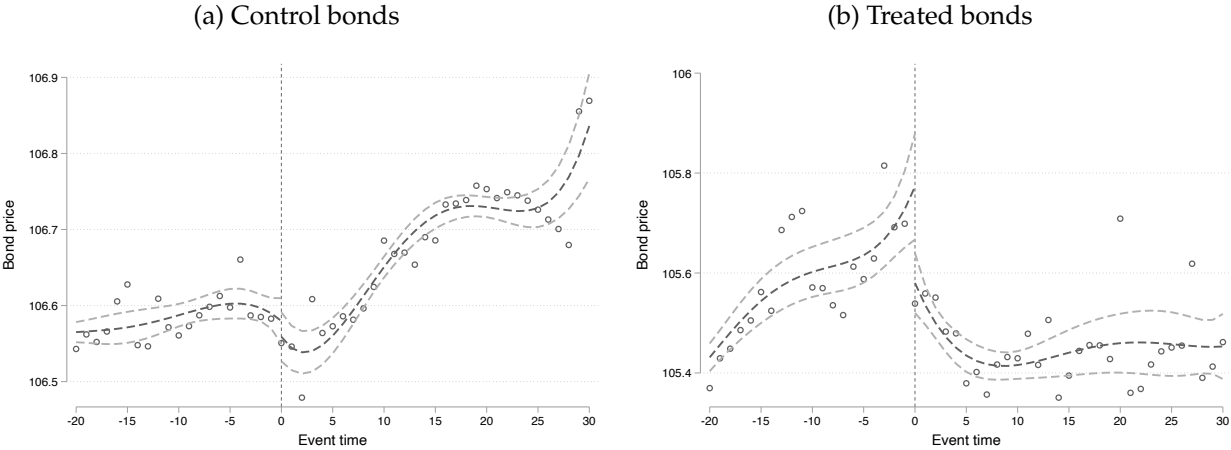 (a) Control bonds
106.9
106.8
106.7
106.6
106.5
Bond price
-20 -15 -10 -5 0 5 10 15 20 25 30
Event time
(b) Treated bonds
106
105.8
105.6
105.4
Bond price
-20 -15 -10 -5 0 5 10 15 20 25 30
Event time